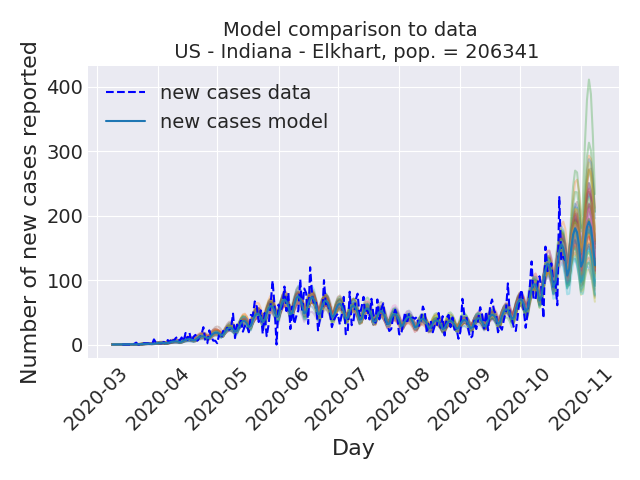 Model comparison to data
US - Indiana - Elkhart, pop. = 206341
Number of new cases reported
400
300
200
100
0
new cases data
new cases model
2020-03
2020-04
2020-05
2020-06
2020-07
2020-08
2020-09
2020-10
2020-11
Day